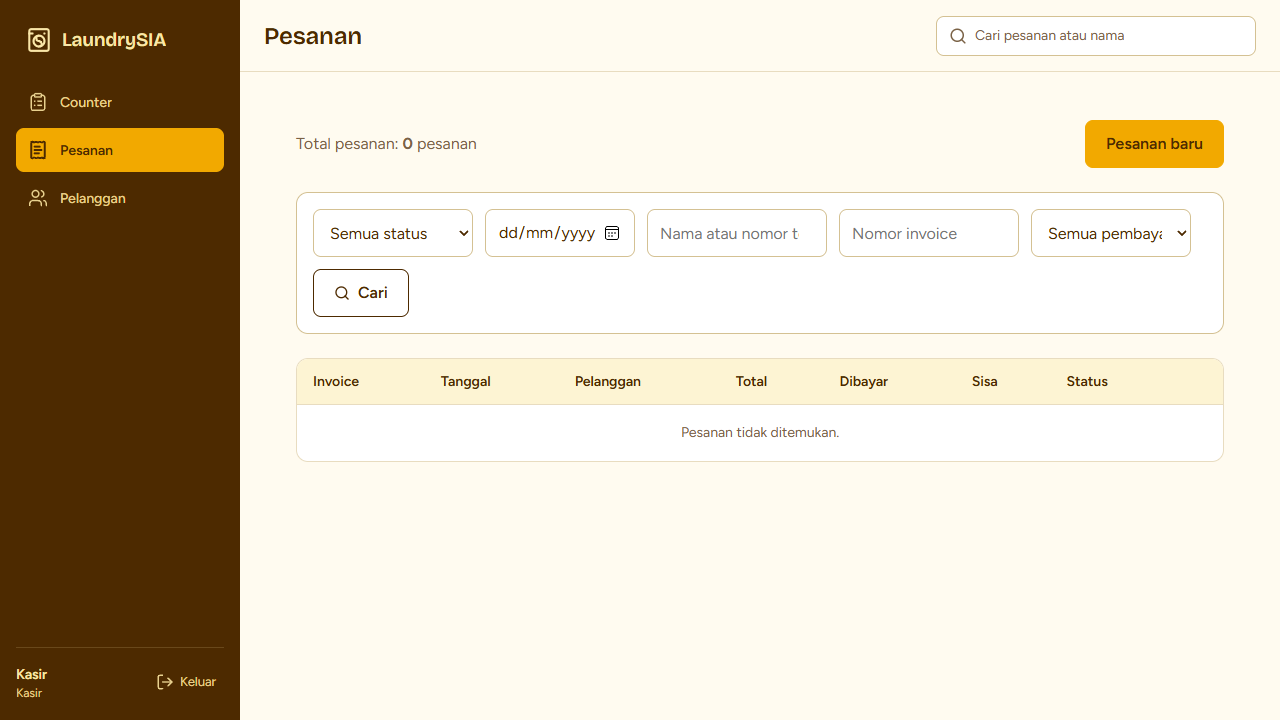 LaundrySIA
Pesanan
Cari pesanan atau nama
Counter
Pesanan
Pelanggan
Total pesanan: 0 pesanan
Pesanan baru
Semua status
dd/mm/yyyy
Nama atau nomor t
Nomor invoice
Semua pembaya
Cari
Invoice Tanggal Pelanggan Total Dibayar Sisa Status
Pesanan tidak ditemukan.
Kasir
Kasir
Keluar